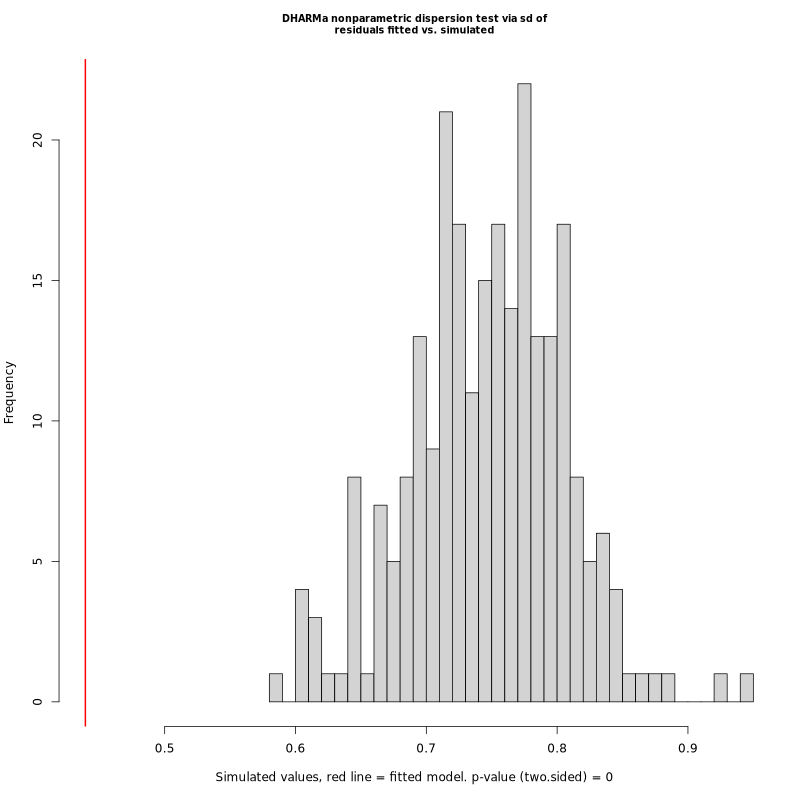 DHARMa nonparametric dispersion test via sd of
residuals fitted vs. simulated
Frequency
20
15
10
5
0
0.5 0.6 0.7 0.8 0.9
Simulated values, red line = fitted model. p-value (two.sided) = 0